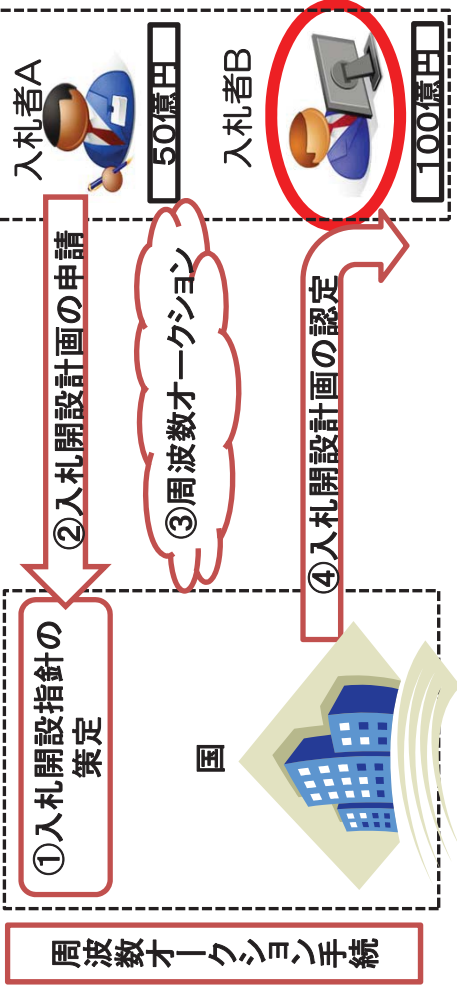 周波数オークション手続
①入札開設指針の
策定
国
②入札開設計画の申請
③周波数オークション
④入札開設計画の認定
入札者A
50億円
入札者B
100億円